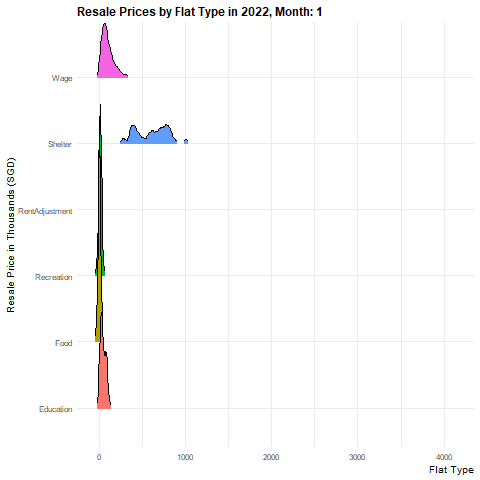 Resale Prices by Flat Type in 2022, Month: 1
Resale Price in Thousands (SGD)
Wage
Shelter
RentAdjustment
Recreation
Food
Education
0 1000 2000 3000 4000
Flat Type